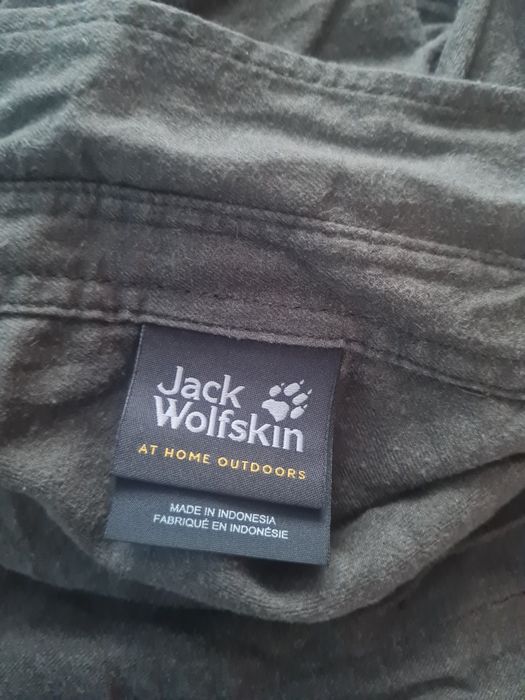 Jack
Wolfskin
AT HOME OUTDOORS
MADE IN INDONESIA
FABRIQUÉ EN INDONÉSIE